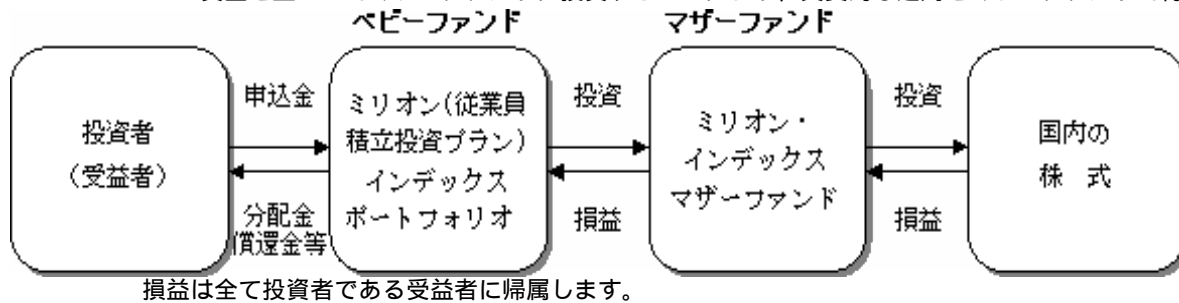 ベビーファンド
マザーファンド
投資者
（受益者）
申込金
分配金
償還金等
ミリオン（従業員
積立投資プラン）
インデックス
ポートフォリオ
投資
損益
ミリオン・
インデックス
マザーファンド
投資
損益
国内の
株　式
損益は全て投資者である受益者に帰属します。